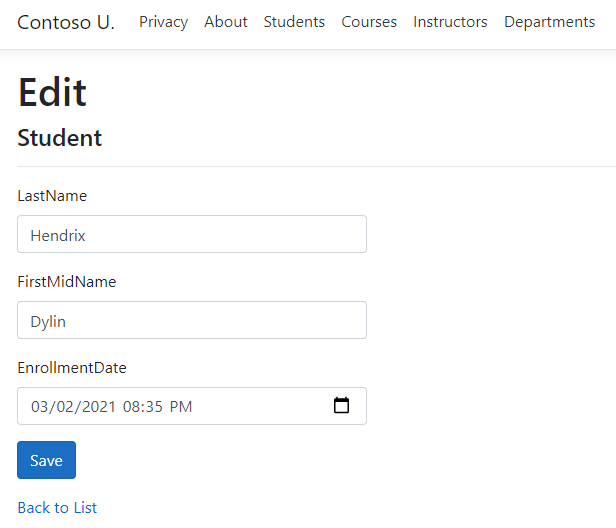 Contoso U. Privacy About Students Courses Instructors Departments
Edit
Student
LastName
Hendrix
FirstMidName
Dylin
EnrollmentDate
03/02/2021 08:35 PM
Save
Back to List